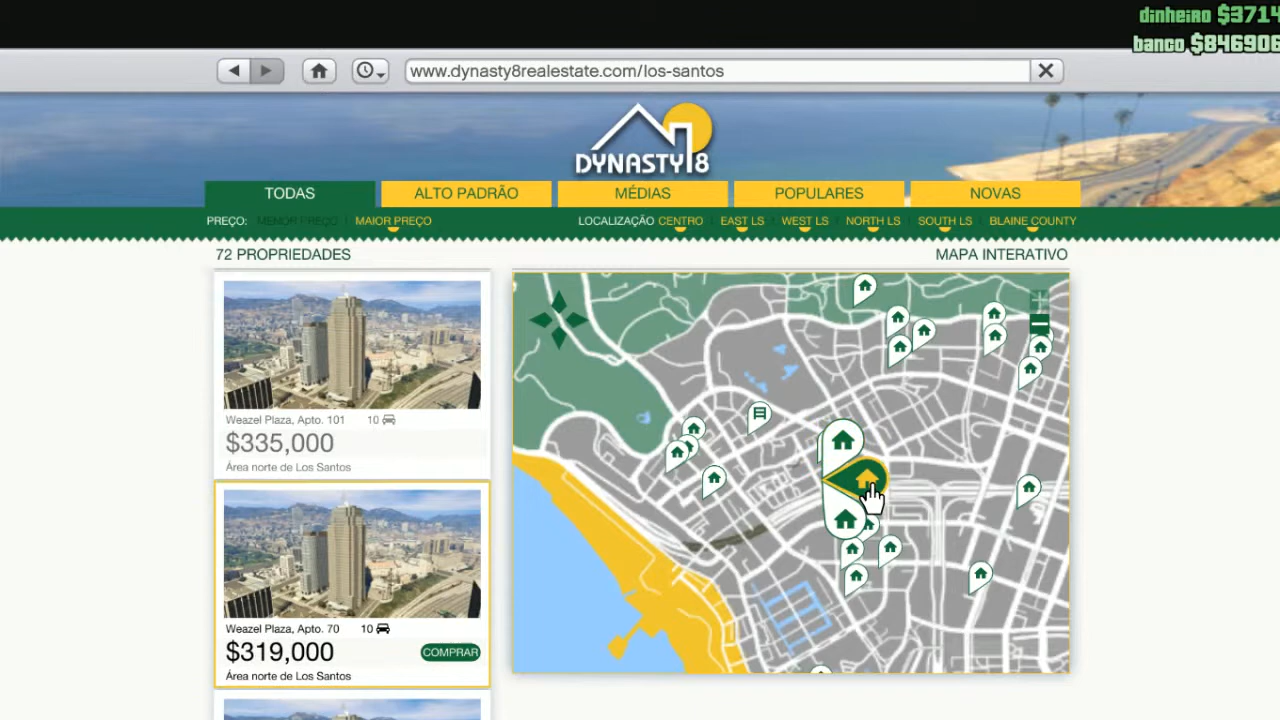 dinheiro $3714
banco $846906
www.dynasty8realestate.com/los-santos
DYNASTY8
TODAS
ALTO PADRÃO
MÉDIAS
POPULARES
NOVAS
PREÇO: MENOR PREÇO | MAIOR PREÇO
LOCALIZAÇÃO CENTRO | EAST LS | WEST LS | NORTH LS | SOUTH LS | BLAINE COUNTY
72 PROPRIEDADES
MAPA INTERATIVO
Weazel Plaza, Apto. 101 10
$335,000
Área norte de Los Santos
Weazel Plaza, Apto. 70 10
$319,000
COMPRAR
Área norte de Los Santos